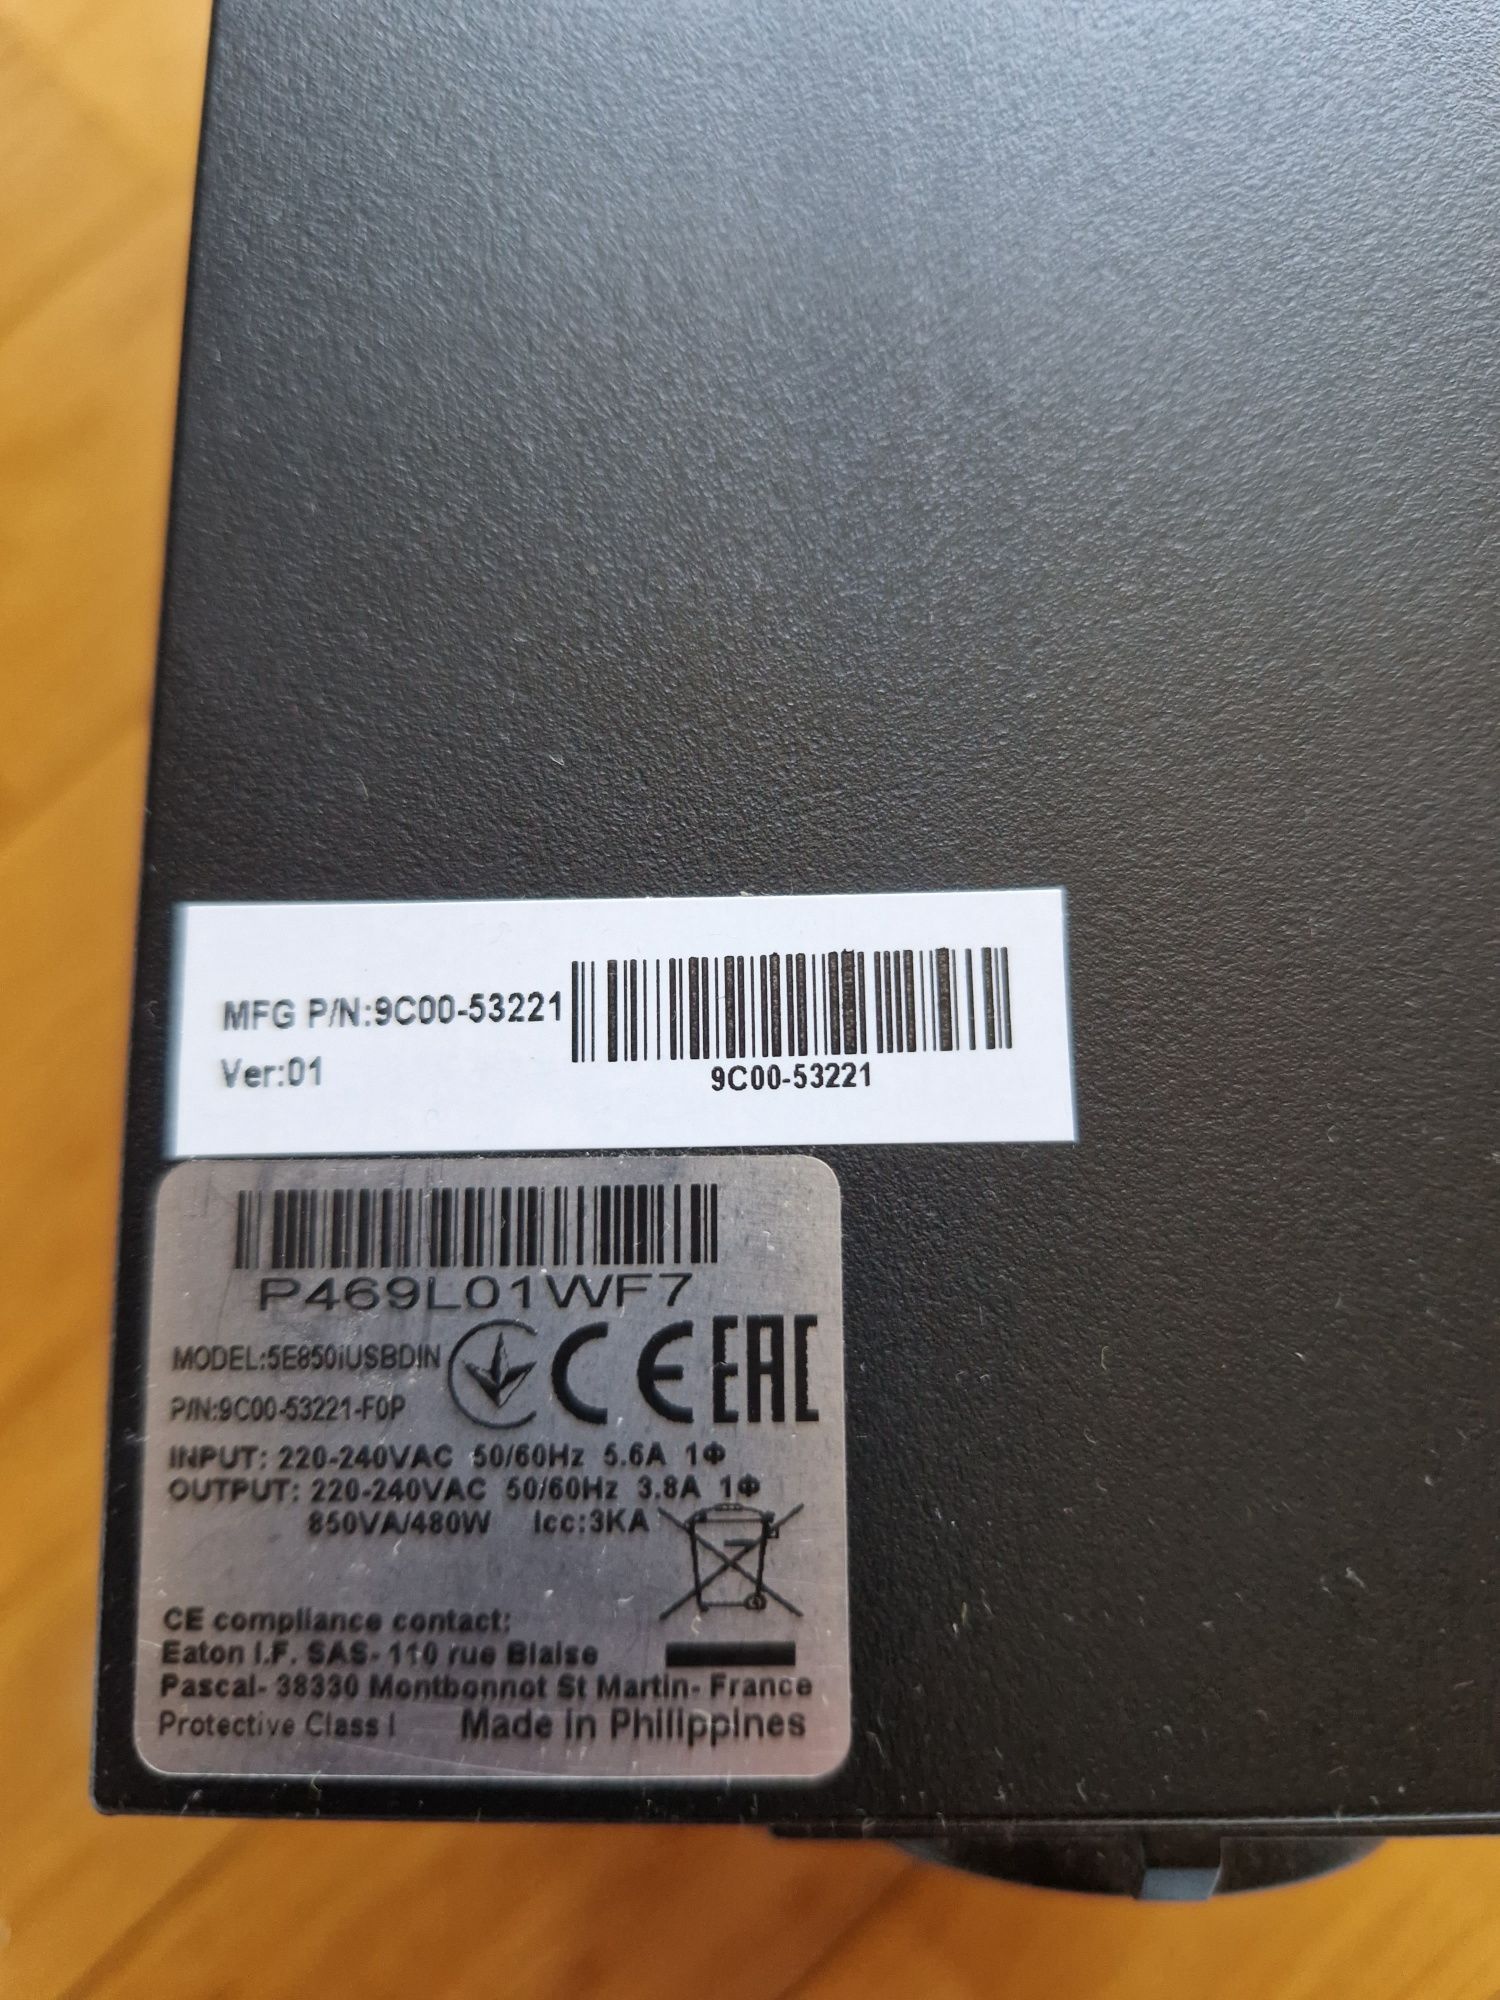 MFG P/N:9C00-53221
Ver:01
9C00-53221
P469L01WF7
MODEL:5E850iUSBDIN
P/N:9C00-53221-F0P
CE EAC
INPUT: 220-240VAC 50/60Hz 5.6A 1Φ
OUTPUT: 220-240VAC 50/60Hz 3.8A 1Φ
850VA/480W Icc:3KA
CE compliance contact:
Eaton I.F. SAS- 110 rue Blaise
Pascal- 38330 Montbonnot St Martin- France
Protective Class I Made in Philippines